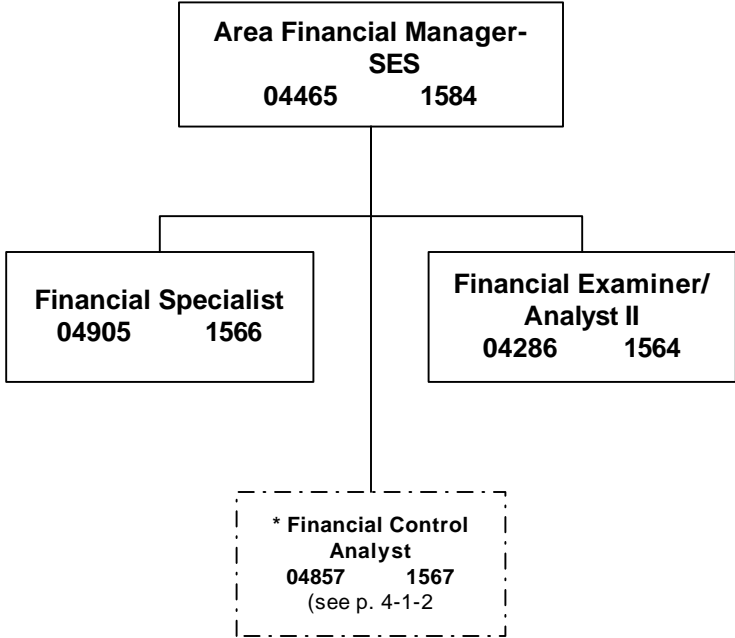 Area Financial Manager-
SES
04465 1584
Financial Specialist
04905 1566
Financial Examiner/
Analyst II
04286 1564
* Financial Control
Analyst
04857 1567
(see p. 4-1-2